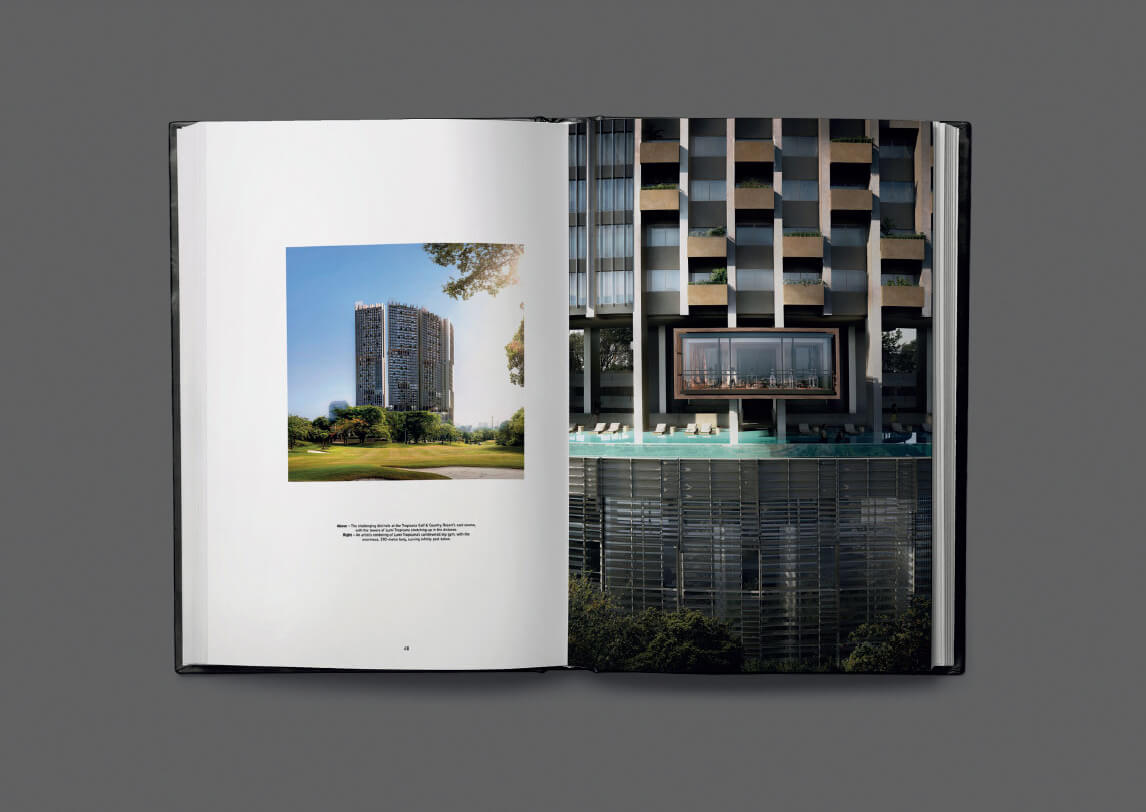 Above – The challenging 3rd hole at the Tropicana Golf & Country Resort's east course,
with the towers of Lumi Tropicana stretching up in the distance.
Right – An artist's rendering of Lumi Tropicana's cantilevered sky gym, with the
enormous, 190-metre long, curving infinity pool below.
48